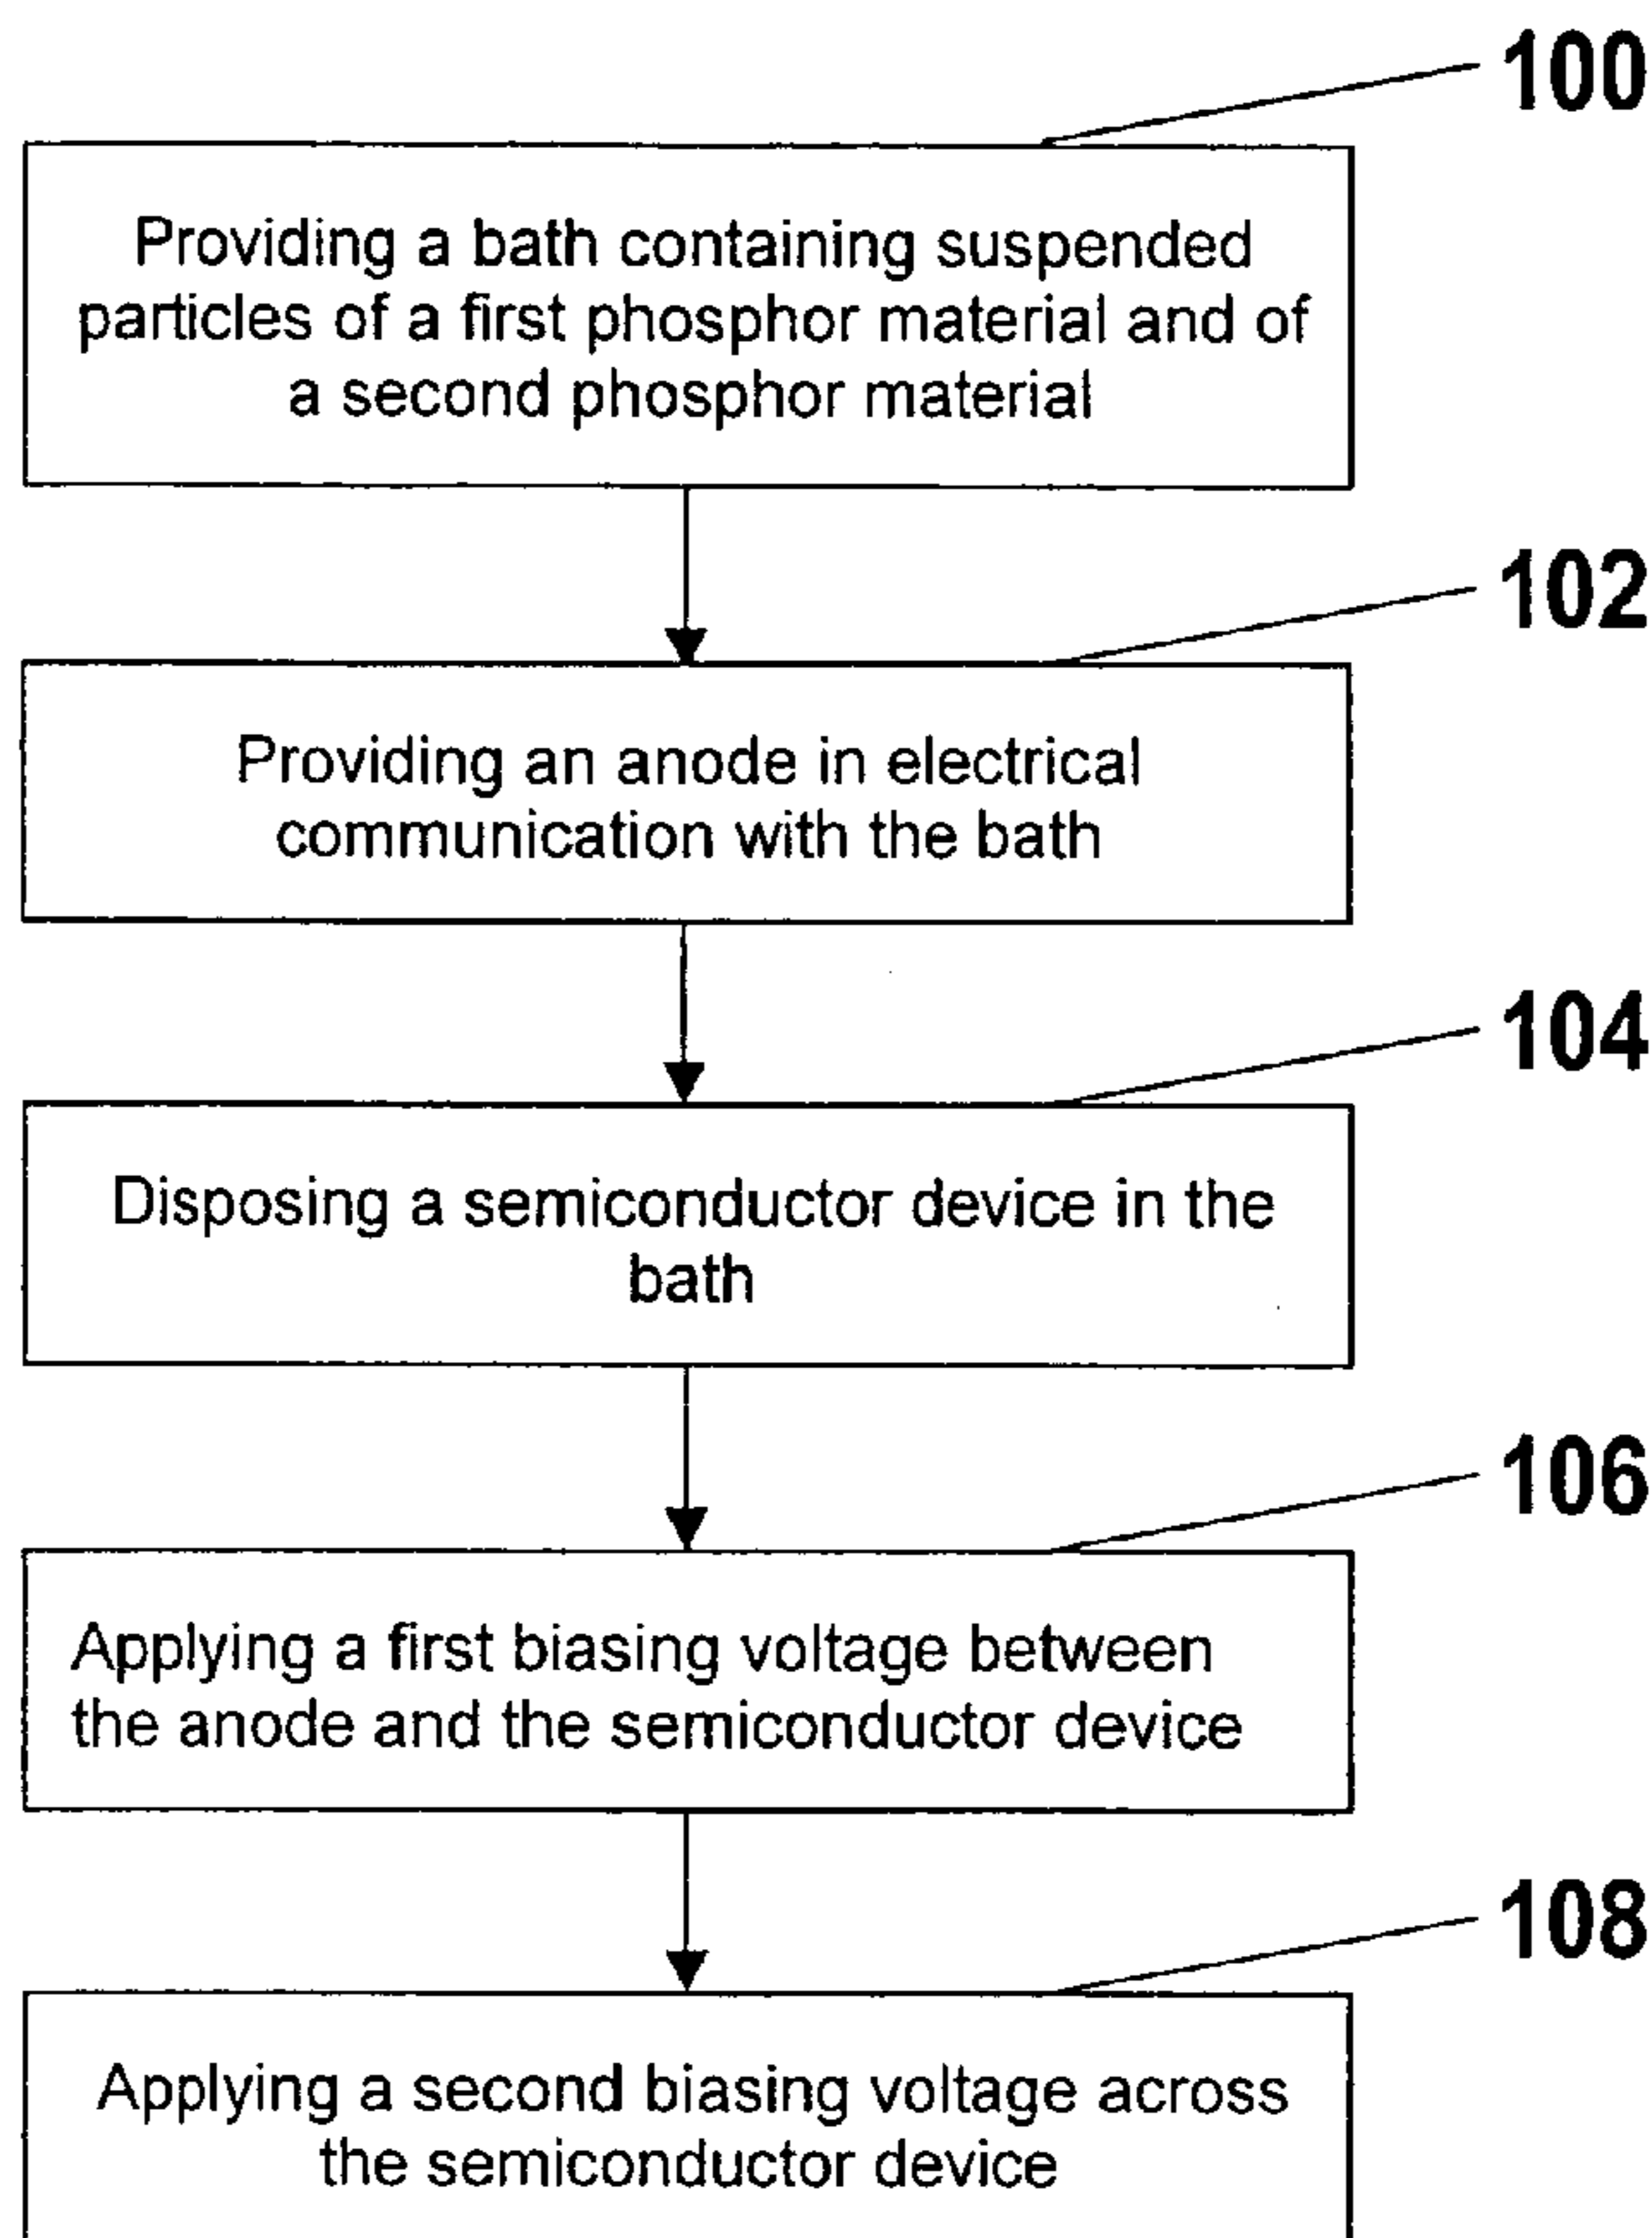 100
Providing a bath containing suspended
particles of a first phosphor material and of
a second phosphor material
102
Providing an anode in electrical
communication with the bath
104
Disposing a semiconductor device in the
bath
106
Applying a first biasing voltage between
the anode and the semiconductor device
108
Applying a second biasing voltage across
the semiconductor device